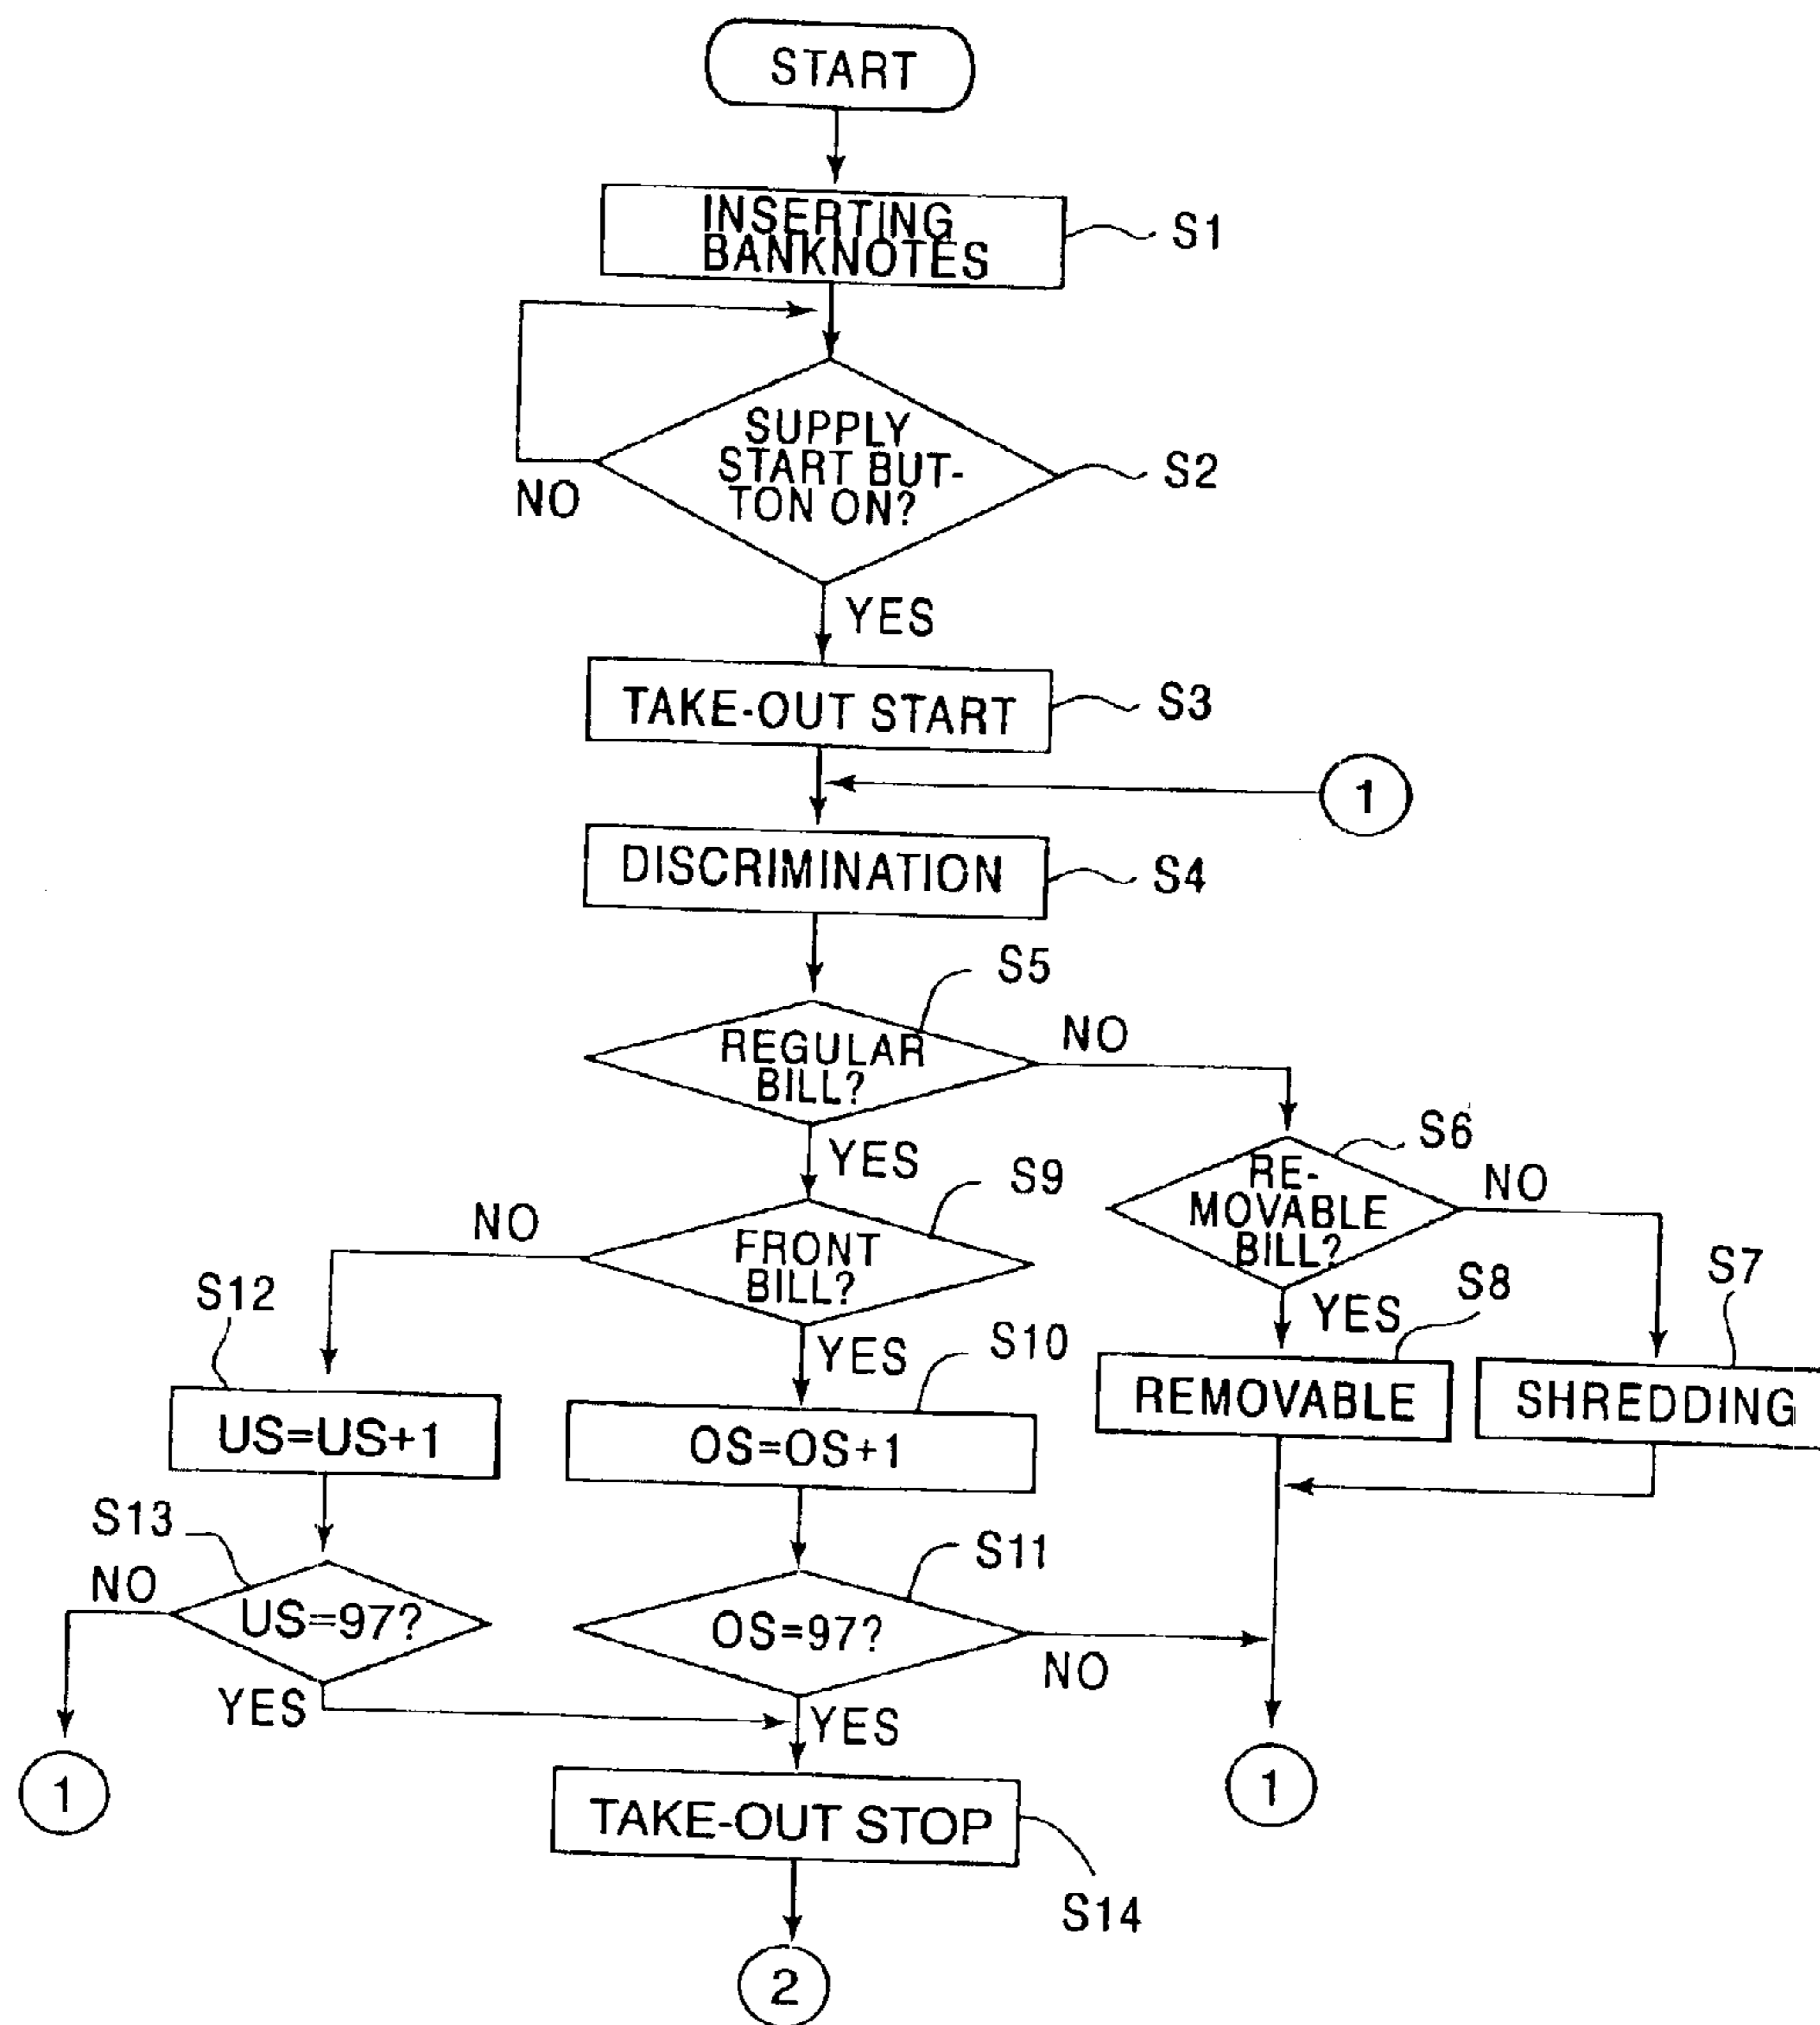 START
INSERTING
BANKNOTES
S1
SUPPLY
START BUT-
TON ON?
S2
NO
YES
TAKE-OUT START
S3
1
DISCRIMINATION
S4
S5
REGULAR
BILL?
NO
YES
S6
RE-
MOVABLE
BILL?
NO
YES
S9
FRONT
BILL?
NO
YES
S7
SHREDDING
S8
REMOVABLE
S12
US=US+1
S10
OS=OS+1
S13
US=97?
NO
YES
S11
OS=97?
NO
YES
1
1
TAKE-OUT STOP
S14
2